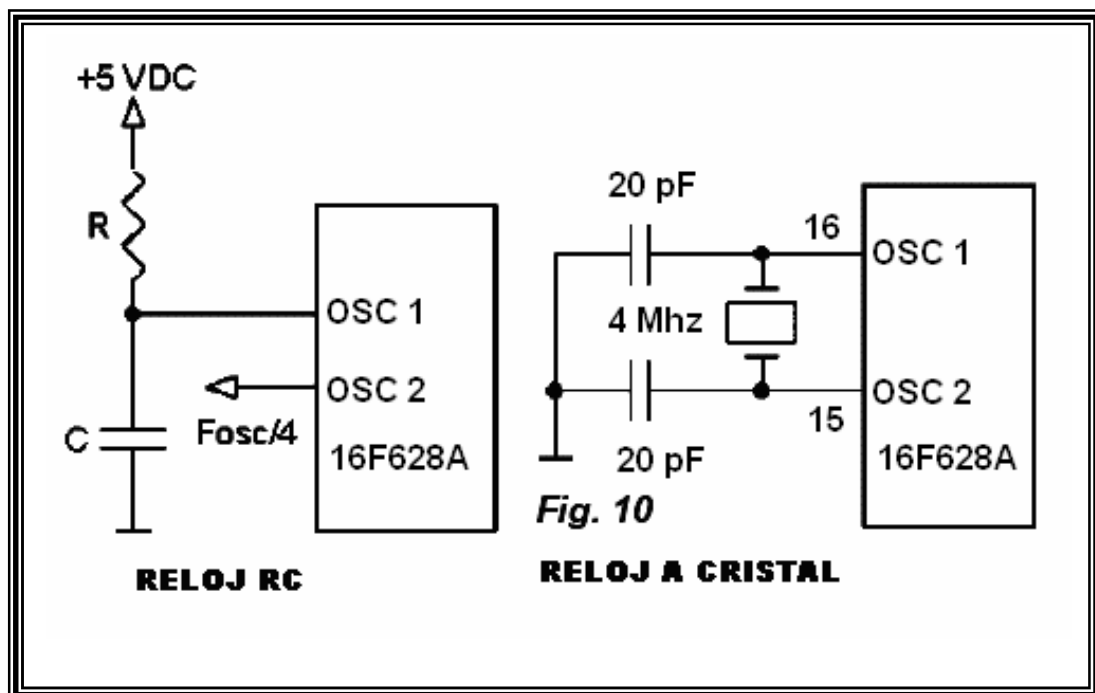 +5 VDC
R
C
OSC 1
OSC 2
Fosc/4
16F628A
RELOJ RC
20 pF
16
OSC 1
4 Mhz
15
OSC 2
20 pF
16F628A
Fig. 10
RELOJ A CRISTAL